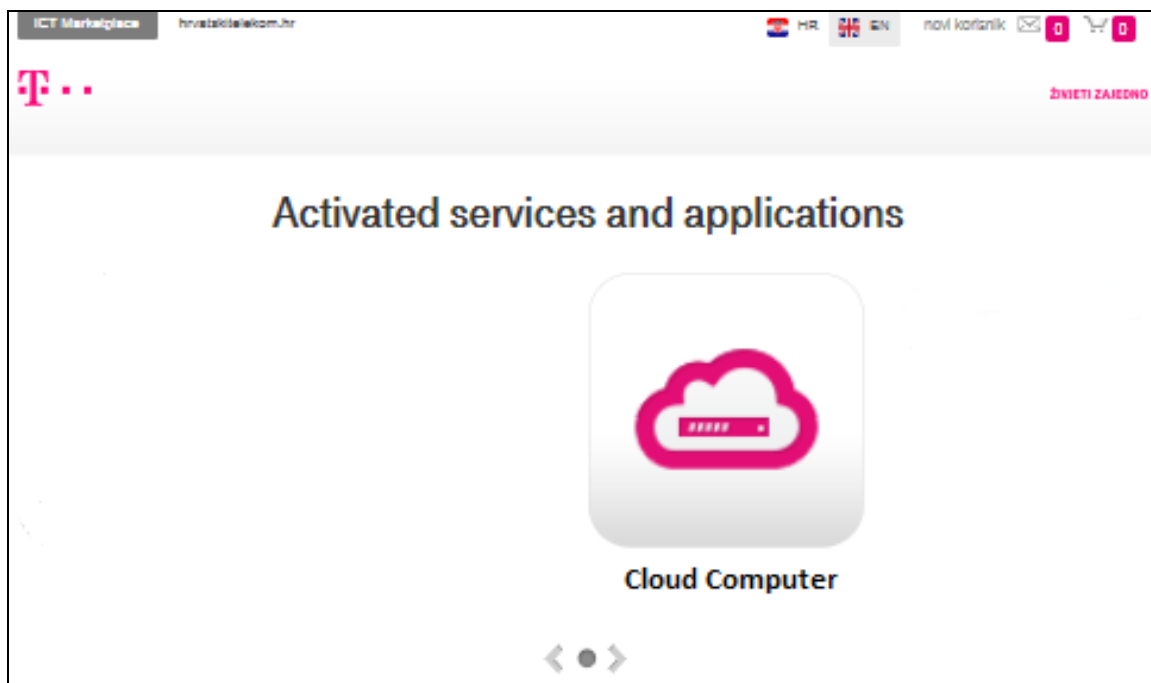 ICT Marketplace hrvatskitelekom.hr HR EN novi korisnik 0 0
T
ŽIVJETI ZAJEDNO
Activated services and applications
Cloud Computer